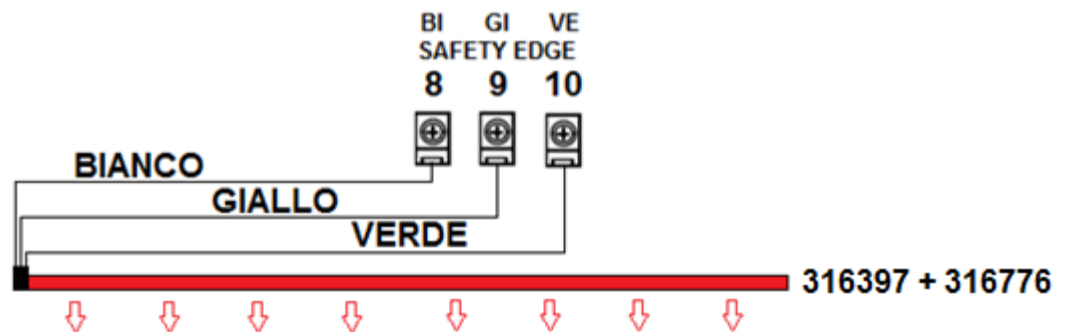 BI GI VE
SAFETY EDGE
8 9 10
BIANCO
GIALLO
VERDE
316397 + 316776